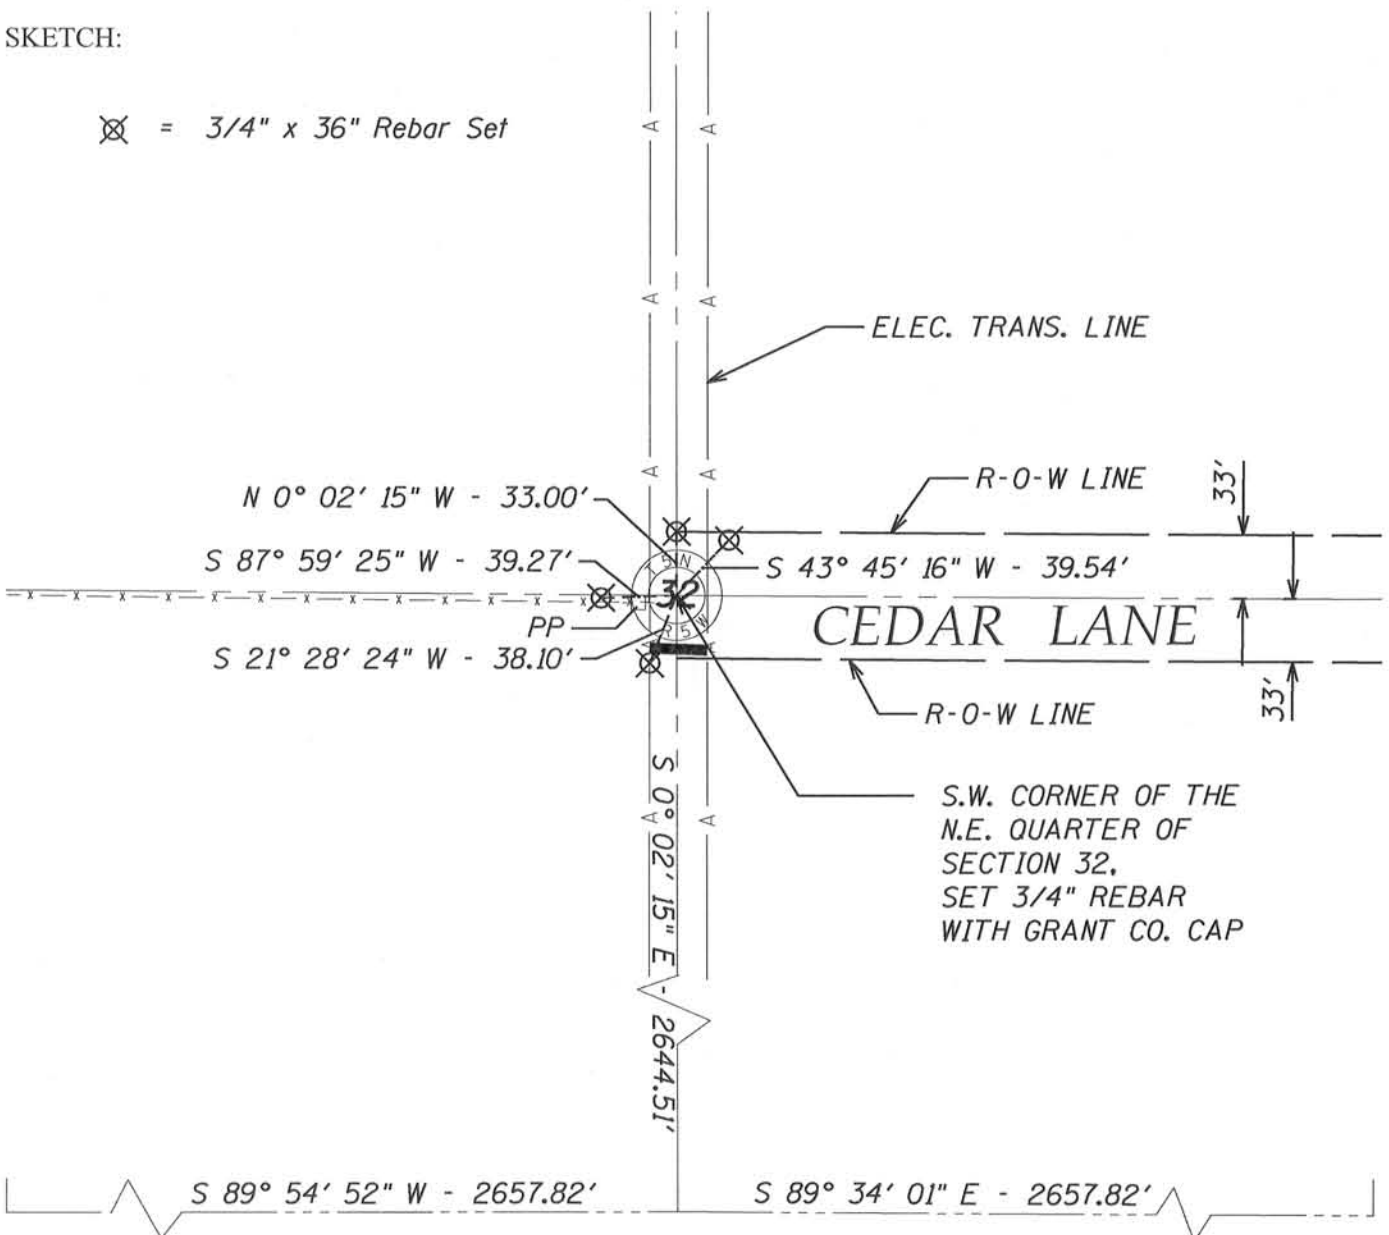 SKETCH:
= 3/4" x 36" Rebar Set
A A
A A
ELEC. TRANS. LINE
A A
R-O-W LINE
33'
N 0° 02' 15" W - 33.00'
S 87° 59' 25" W - 39.27'
T 5 N
S 43° 45' 16" W - 39.54'
32
x x x x x x x x x x x x x
PP
R 5 W
CEDAR LANE
S 21° 28' 24" W - 38.10'
R-O-W LINE
33'
S 0° 02' 15" E - 2644.51'
A A
S.W. CORNER OF THE
N.E. QUARTER OF
SECTION 32,
SET 3/4" REBAR
WITH GRANT CO. CAP
S 89° 54' 52" W - 2657.82'
S 89° 34' 01" E - 2657.82'